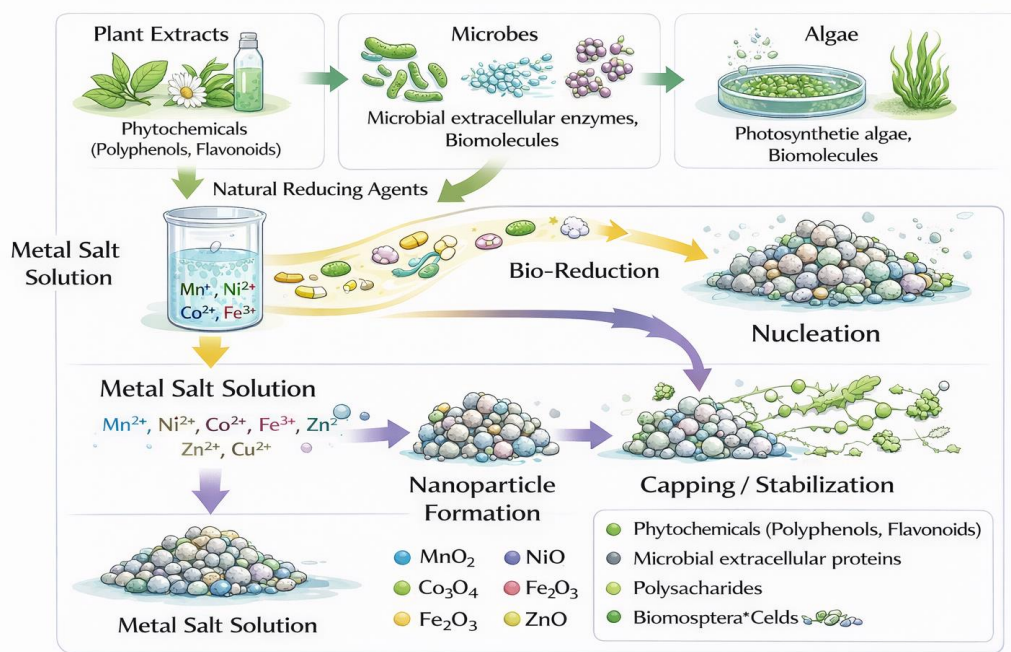 Plant Extracts
Phytochemicals
(Polyphenols, Flavonoids)
Microbes
Microbial extracellular enzymes,
Biomolecules
Algae
Photosynthetie algae,
Biomolecules
Natural Reducing Agents
Metal Salt
Solution
Mn⁺, Ni²⁺
Co²⁺, Fe³⁺
Bio-Reduction
Nucleation
Metal Salt Solution
Mn²⁺, Ni²⁺, Co²⁺, Fe³⁺, Zn²
Zn²⁺, Cu²⁺
Nanoparticle
Formation
Capping / Stabilization
Metal Salt Solution
MnO₂
NiO
Co₃O₄
Fe₂O₃
Fe₂O₃
ZnO
Phytochemicals (Polyphenols, Flavonoids)
Microbial extracellular proteins
Polysacharides
Biomosptera*Celds